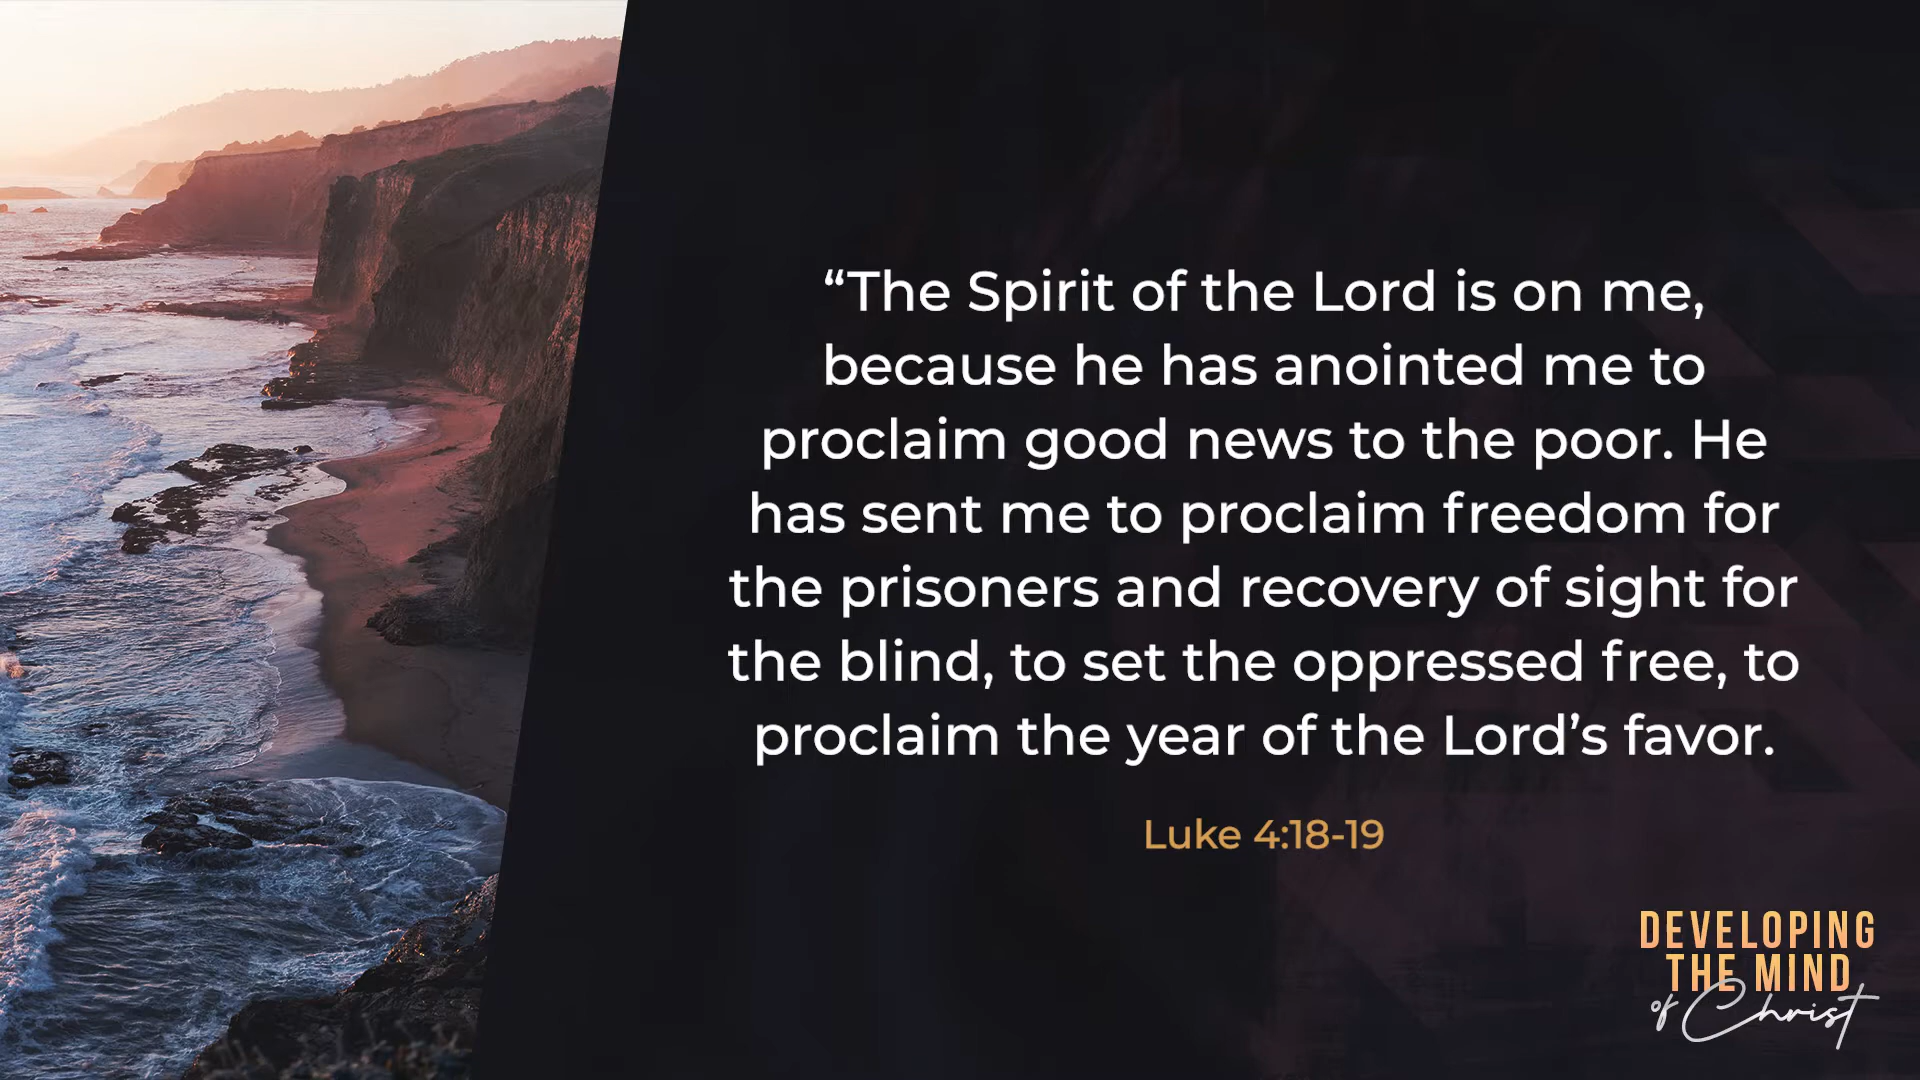 “The Spirit of the Lord is on me,
because he has anointed me to
proclaim good news to the poor. He
has sent me to proclaim freedom for
the prisoners and recovery of sight for
the blind, to set the oppressed free, to
proclaim the year of the Lord’s favor.
Luke 4:18-19
DEVELOPING
THE MIND
of Christ